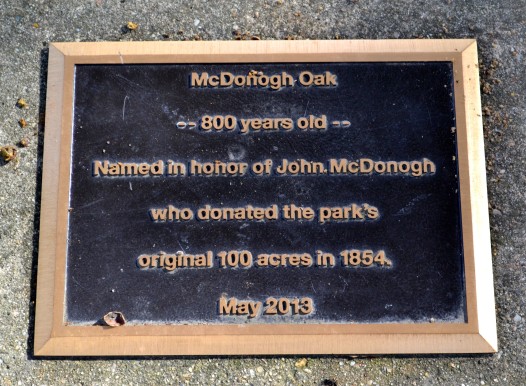 McDonogh Oak
-- 800 years old --
Named in honor of John McDonogh
who donated the park's
original 100 acres in 1854.
May 2013